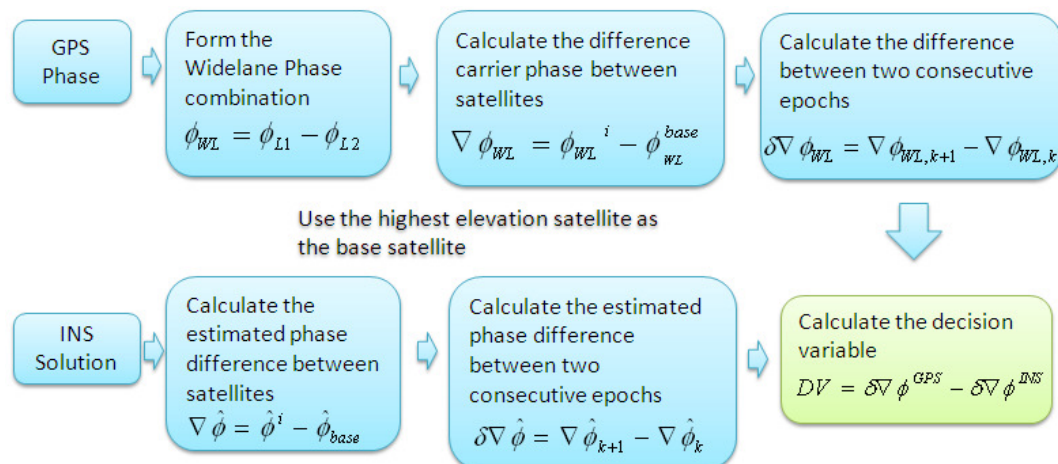 GPS
Phase
Form the
Widelane Phase
combination
ϕ_WL = ϕ_L1 − ϕ_L2
Calculate the difference
carrier phase between
satellites
∇ ϕ_WL = ϕ_WL^i − ϕ_WL^base
Calculate the difference
between two consecutive
epochs
δ∇ ϕ_WL = ∇ ϕ_WL,k+1 − ∇ ϕ_WL,k
Use the highest elevation satellite as
the base satellite
INS
Solution
Calculate the
estimated phase
difference between
satellites
∇ ϕ̂ = ϕ̂^i − ϕ̂_base
Calculate the estimated
phase difference
between two
consecutive epochs
δ∇ ϕ̂ = ∇ ϕ̂_k+1 − ∇ ϕ̂_k
Calculate the decision
variable
DV = δ∇ ϕ^GPS − δ∇ ϕ^INS